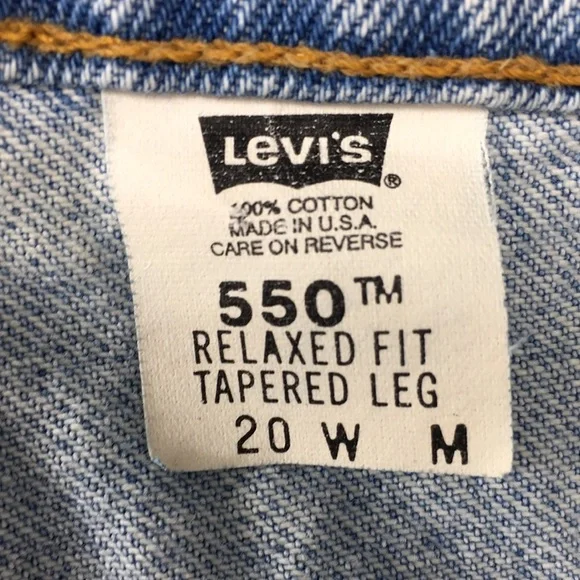 LEVI'S ®
100% COTTON
MADE IN U.S.A.
CARE ON REVERSE
550™
RELAXED FIT
TAPERED LEG
20 W M